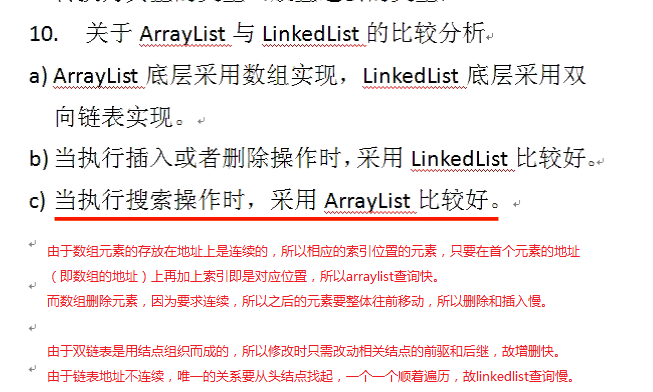 10. 关于 ArrayList 与 LinkedList 的比较分析
a) ArrayList 底层采用数组实现，LinkedList 底层采用双
向链表实现。
b) 当执行插入或者删除操作时，采用 LinkedList 比较好。
c) 当执行搜索操作时，采用 ArrayList 比较好。
由于数组元素的存放在地址上是连续的，所以相应的索引位置的元素，只要在首个元素的地址
（即数组的地址）上再加上索引即是对应位置，所以arraylist查询快。
而数组删除元素，因为要求连续，所以之后的元素要整体往前移动，所以删除和插入慢。
由于双链表是用结点组织而成的，所以修改时只需改动相关结点的前驱和后继，故增删快。
由于链表地址不连续，唯一的关系要从头结点找起，一个一个顺着遍历，故linkedlist查询慢。